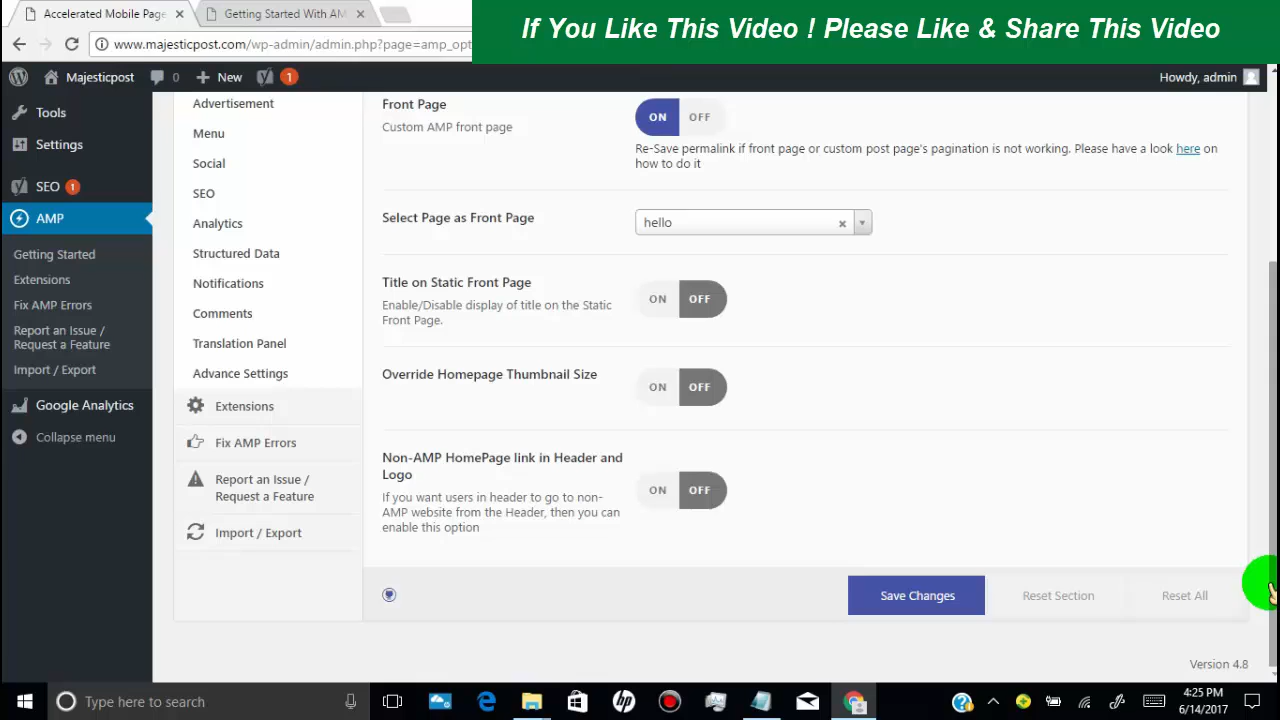 Accelerated Mobile Page
Getting Started With AM
If You Like This Video ! Please Like & Share This Video
www.majesticpost.com/wp-admin/admin.php?page=amp_opt
Majesticpost
0
New
1
Howdy, admin
Tools
Settings
SEO 1
AMP
Getting Started
Extensions
Fix AMP Errors
Report an Issue /
Request a Feature
Import / Export
Google Analytics
Collapse menu
Advertisement
Menu
Social
SEO
Analytics
Structured Data
Notifications
Comments
Translation Panel
Advance Settings
Extensions
Fix AMP Errors
Report an Issue /
Request a Feature
Import / Export
Front Page
Custom AMP front page
ON OFF
Re-Save permalink if front page or custom post page's pagination is not working. Please have a look here on
how to do it
Select Page as Front Page
hello
Title on Static Front Page
Enable/Disable display of title on the Static
Front Page.
ON OFF
Override Homepage Thumbnail Size
ON OFF
Non-AMP HomePage link in Header and
Logo
If you want users in header to go to non-
AMP website from the Header, then you can
enable this option
ON OFF
Save Changes
Reset Section
Reset All
Version 4.8
Type here to search
4:25 PM
6/14/2017